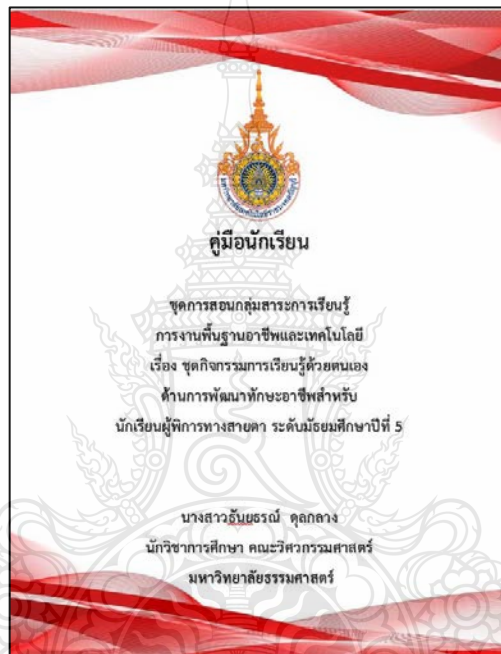 คู่มือนักเรียน
ชุดการสอนกลุ่มสาระการเรียนรู้
การงานพื้นฐานอาชีพและเทคโนโลยี
เรื่อง ชุดกิจกรรมการเรียนรู้ด้วยตนเอง
ด้านการพัฒนาทักษะอาชีพสำหรับ
นักเรียนผู้พิการทางสายตา ระดับมัธยมศึกษาปีที่ 5
นางสาวธันยธรณ์ ดุลกลาง
นักวิชาการศึกษา คณะวิศวกรรมศาสตร์
มหาวิทยาลัยธรรมศาสตร์